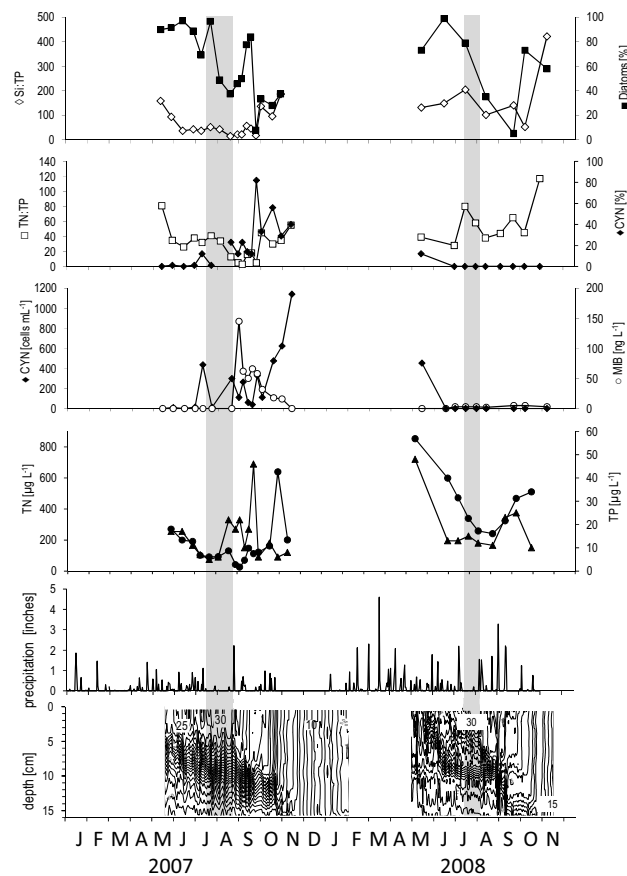 500 400 300 200 100 0
◇ Si:TP
100 80 60 40 20 0
■ Diatoms [%]
140 120 100 80 60 40 20 0
□ TN:TP
100 80 60 40 20 0
◆ CYN [%]
1200 1000 800 600 400 200 0
◆ CYN [cells mL⁻¹]
200 150 100 50 0
○ MIB [ng L⁻¹]
800 600 400 200 0
TN [µg L⁻¹]
60 50 40 30 20 10 0
TP [µg L⁻¹]
5 4 3 2 1 0
precipitation [inches]
0 5 10 15
depth [cm]
25 30 10
30 15
J F M A M J J A S O N D J F M A M J J A S O N
2007 2008